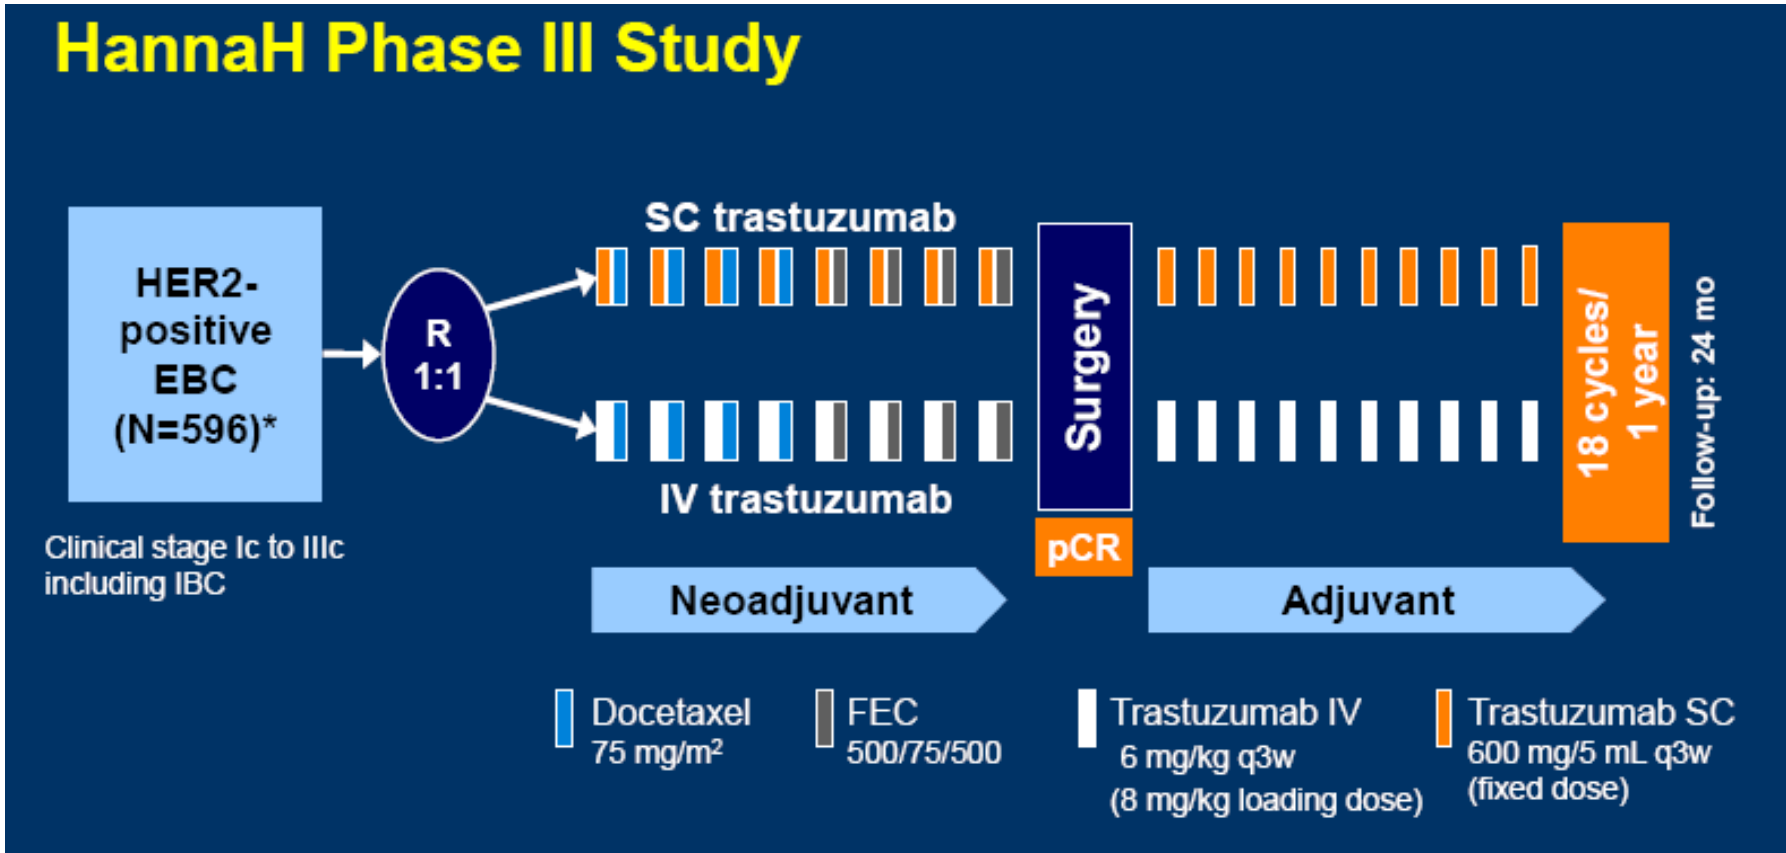 HannaH Phase III Study
HER2-
positive
EBC
(N=596)*
Clinical stage Ic to IIIc
including IBC
R
1:1
SC trastuzumab
IV trastuzumab
Surgery
pCR
18 cycles/
1 year
Follow-up: 24 mo
Neoadjuvant
Adjuvant
Docetaxel
75 mg/m²
FEC
500/75/500
Trastuzumab IV
6 mg/kg q3w
(8 mg/kg loading dose)
Trastuzumab SC
600 mg/5 mL q3w
(fixed dose)